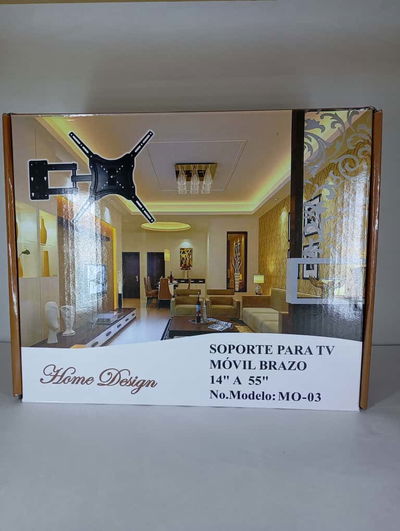 Home Design
SOPORTE PARA TV
MÓVIL BRAZO
14" A 55"
No.Modelo: MO-03